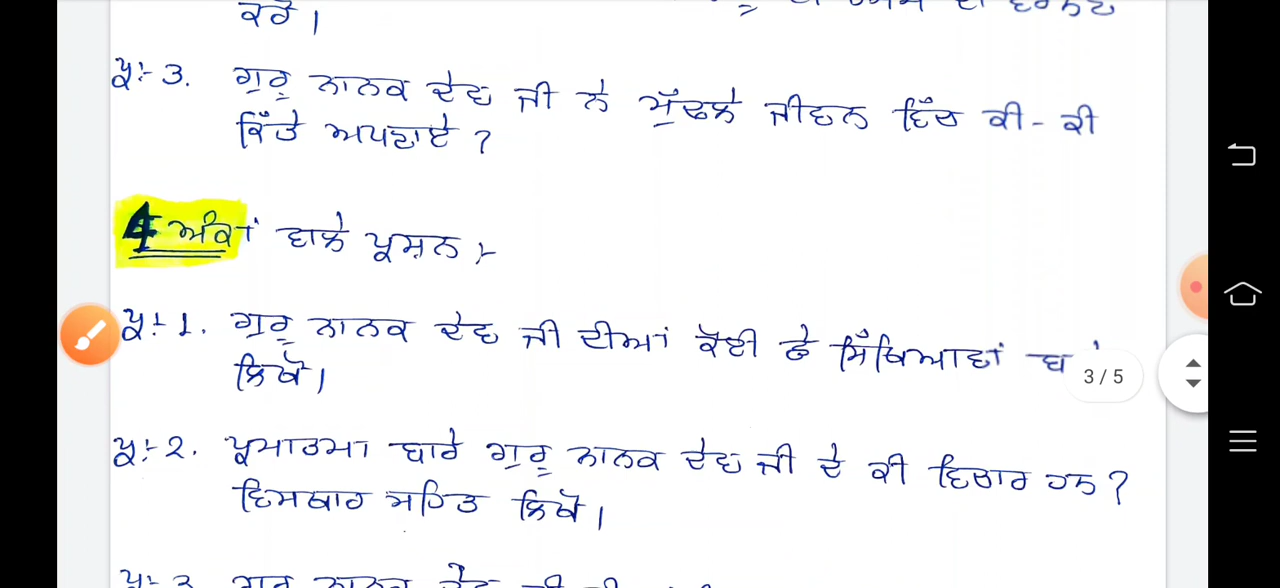 ਕਰੋ।
ਪ੍ਰ:- 3. ਗੁਰੂ ਨਾਨਕ ਦੇਵ ਜੀ ਨੇ ਮੁੱਢਲੇ ਜੀਵਨ ਵਿੱਚ ਕੀ-ਕੀ
ਕਿੱਤੇ ਅਪਣਾਏ ?
4 ਅੰਕਾਂ ਵਾਲੇ ਪ੍ਰਸ਼ਨ :-
ਪ੍ਰ:- 1. ਗੁਰੂ ਨਾਨਕ ਦੇਵ ਜੀ ਦੀਆਂ ਕੋਈ ਛੇ ਸਿੱਖਿਆਵਾਂ
3 / 5
ਲਿਖੋ।
ਪ੍ਰ:- 2. ਪ੍ਰਮਾਤਮਾ ਬਾਰੇ ਗੁਰੂ ਨਾਨਕ ਦੇਵ ਜੀ ਦੇ ਕੀ ਵਿਚਾਰ ਹਨ ?
ਵਿਸਥਾਰ ਸਹਿਤ ਲਿਖੋ।